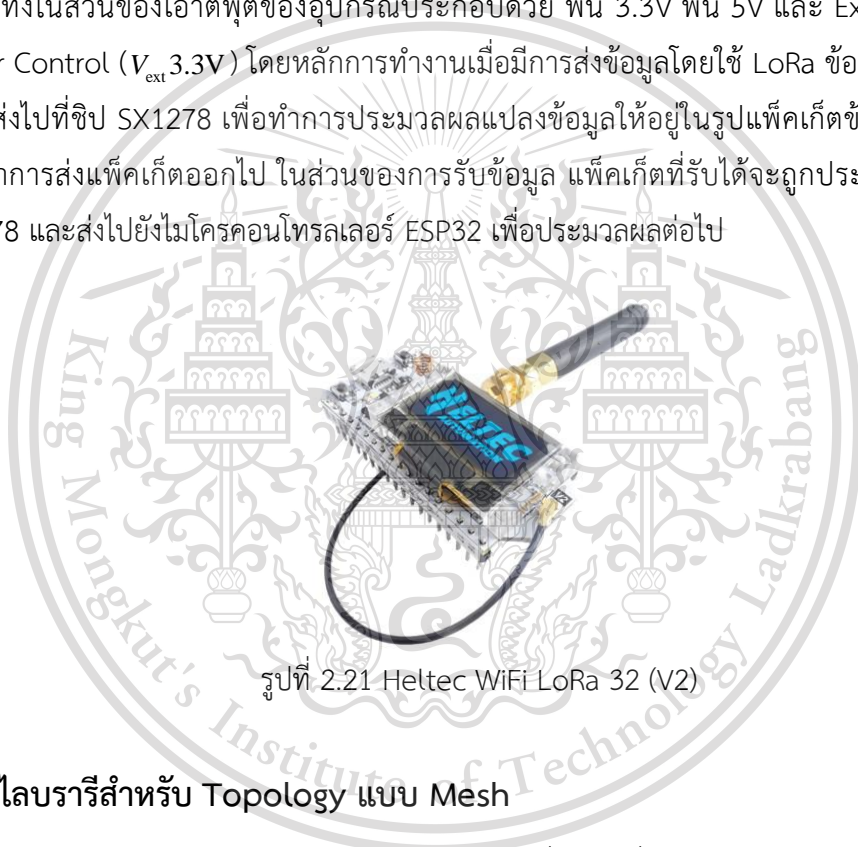 ทั้งในส่วนของเอาต์พุตของอุปกรณ์ประกอบด้วย พิน 3.3V พิน 5V และ Ex
r Control (Vext 3.3V) โดยหลักการทำงานเมื่อมีการส่งข้อมูลโดยใช้ LoRa ข้อ
ส่งไปที่ชิป SX1278 เพื่อทำการประมวลผลแปลงข้อมูลให้อยู่ในรูปแพ็คเก็ตข้
าการส่งแพ็คเก็ตออกไป ในส่วนของการรับข้อมูล แพ็คเก็ตที่รับได้จะถูกประ
78 และส่งไปยังไมโครคอนโทรลเลอร์ ESP32 เพื่อประมวลผลต่อไป
HELTEC
AUTOMATION
V2
King Mongkut's Institute of Technology Ladkrabang
รูปที่ 2.21 Heltec WiFi LoRa 32 (V2)
ไลบรารีสำหรับ Topology แบบ Mesh